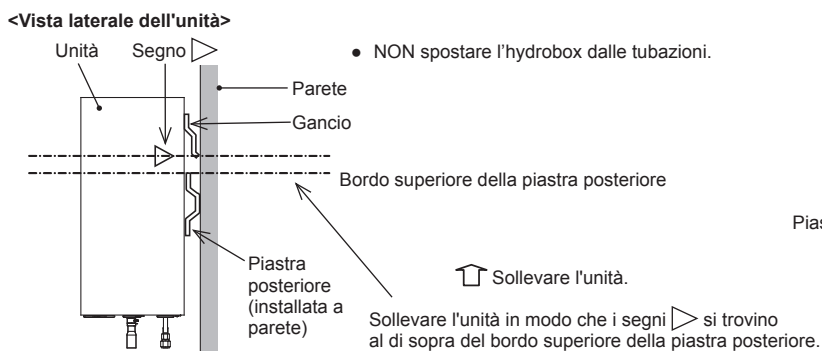 <Vista laterale dell'unità>
Unità
Segno
● NON spostare l'hydrobox dalle tubazioni.
Parete
Gancio
Bordo superiore della piastra posteriore
Piastra
posteriore
(installata a
parete)
Sollevare l'unità.
Sollevare l'unità in modo che i segni ▷ si trovino
al di sopra del bordo superiore della piastra posteriore.